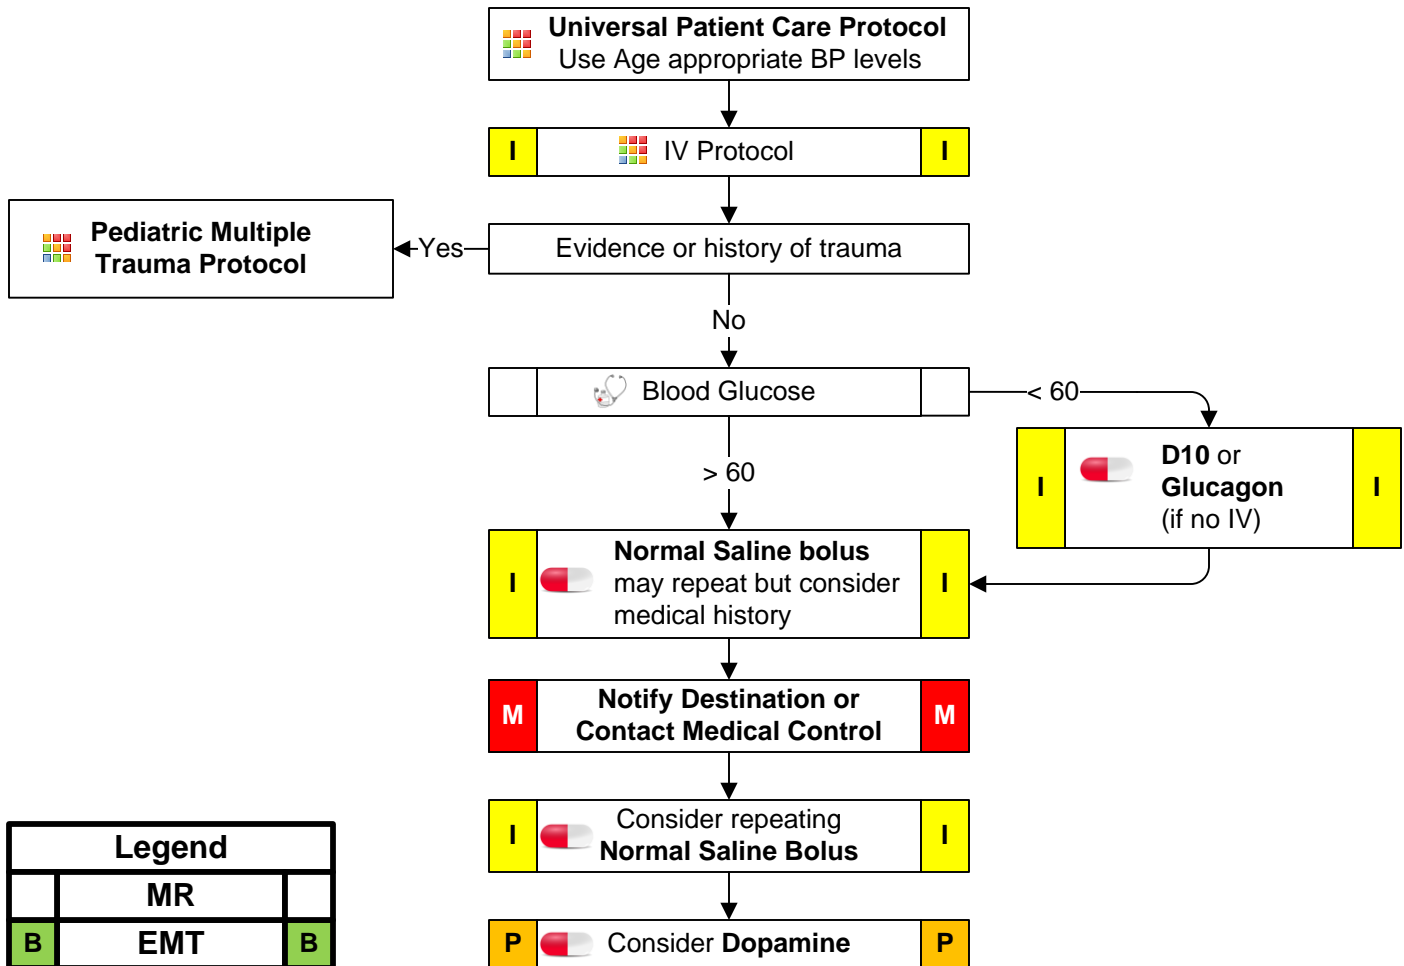 Universal Patient Care Protocol
Use Age appropriate BP levels
I IV Protocol I
Pediatric Multiple
Trauma Protocol
Yes
Evidence or history of trauma
No
Blood Glucose
< 60
> 60
I D10 or I
Glucagon
(if no IV)
I Normal Saline bolus I
may repeat but consider
medical history
M Notify Destination or M
Contact Medical Control
I Consider repeating I
Normal Saline Bolus
P Consider Dopamine P
Legend
MR
B EMT B